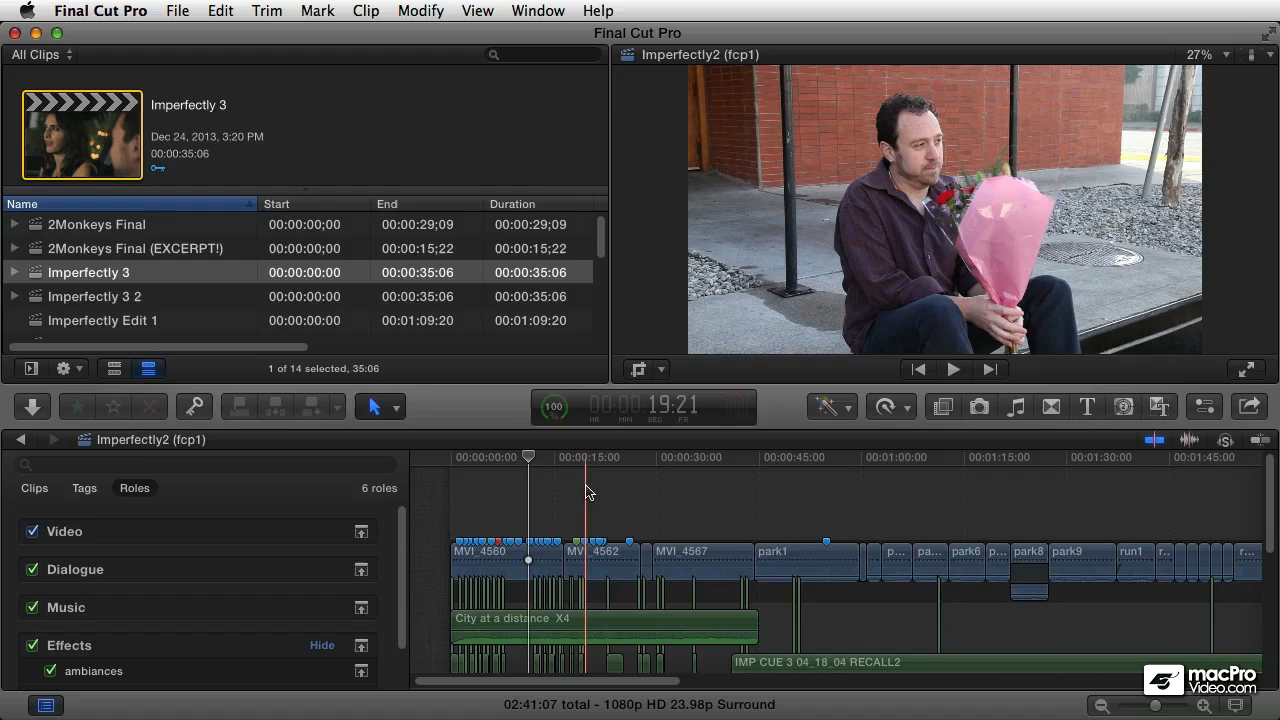 Final Cut Pro File Edit Trim Mark Clip Modify View Window Help
Final Cut Pro
All Clips
Imperfectly2 (fcp1) 27%
Imperfectly 3
Dec 24, 2013, 3:20 PM
00:00:35:06
Name Start End Duration
2Monkeys Final 00:00:00;00 00:00:29;09 00:00:29;09
2Monkeys Final (EXCERPT!) 00:00:00;00 00:00:15;22 00:00:15;22
Imperfectly 3 00:00:00:00 00:00:35:06 00:00:35:06
Imperfectly 3 2 00:00:00:00 00:00:35:06 00:00:35:06
Imperfectly Edit 1 00:00:00:00 00:01:09:20 00:01:09:20
1 of 14 selected, 35:06
100 % 00:00:19:21
HR MIN SEC FR
T
Imperfectly2 (fcp1)
00:00:00:00 00:00:15:00 00:00:30:00 00:00:45:00 00:01:00:00 00:01:15:00 00:01:30:00 00:01:45:00
Clips Tags Roles 6 roles
Video
Dialogue
Music
Effects Hide
ambiances
MVI_4560 MVI_4562 MVI_4567 park1 p... pa... park6 p... park8 park9 run1 r... r...
City at a distance X4
IMP CUE 3 04_18_04 RECALL2
macPro
Video.com
02:41:07 total - 1080p HD 23.98p Surround